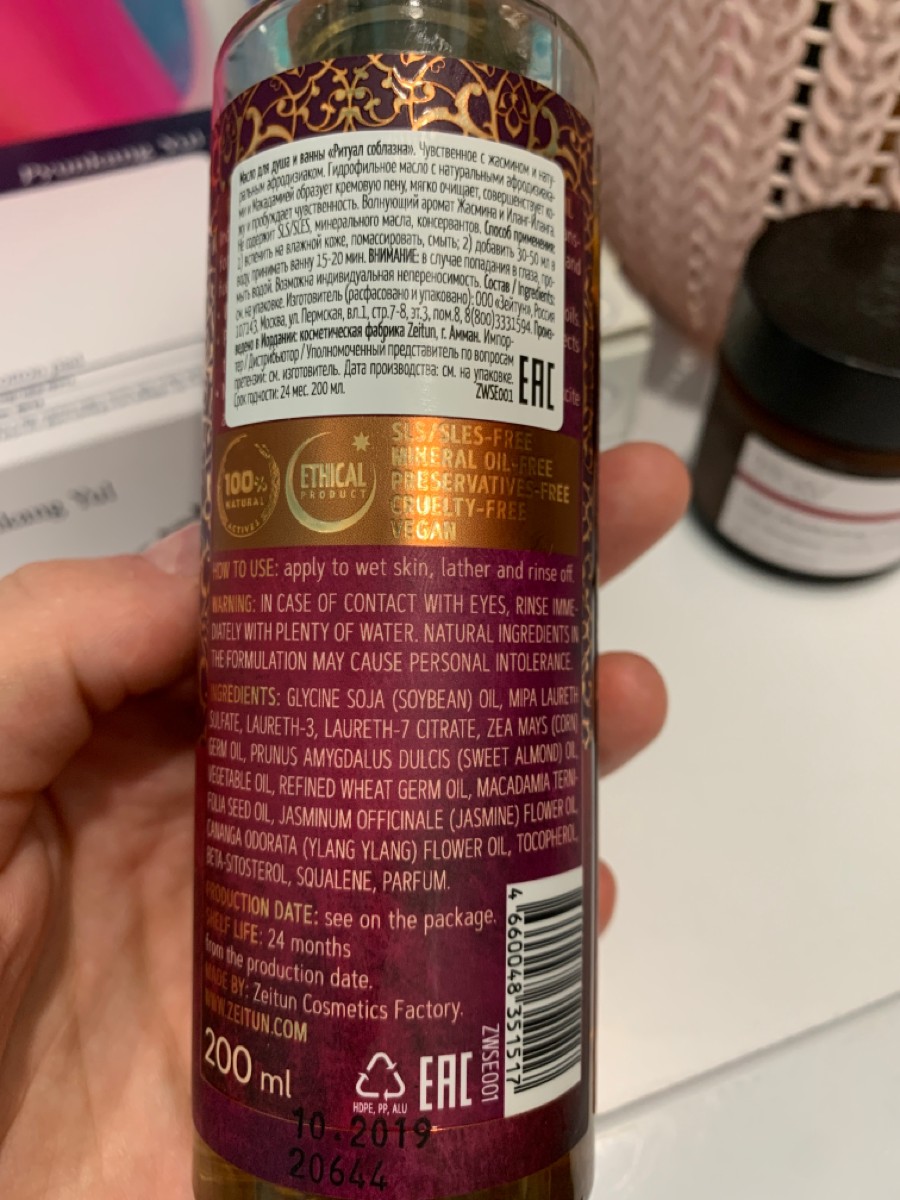 Pyunkang Yul
Масло для душа и ванны «Ритуал соблазна». Чувственное с жасмином и нату-
ральным афродизиаком. Гидрофильное масло с натуральными афродизиака-
ми и Макадамией образует кремовую пену, мягко очищает, совершенствует ко-
жу и пробуждает чувственность. Волнующий аромат Жасмина и Иланг-Иланга.
Не содержит SLS/SLES, минерального масла, консервантов. Способ применения:
1) вспенить на влажной коже, помассировать, смыть; 2) добавить 30-50 мл в
воду, принимать ванну 15-20 мин. ВНИМАНИЕ: в случае попадания в глаза, про-
мыть водой. Возможна индивидуальная непереносимость. Состав / Ingredients:
см. на упаковке. Изготовитель (расфасовано и упаковано): ООО «Зейтун», Россия
107143, Москва, ул. Пермская, вл.1, стр.7-8, эт.3, пом.8, 8(800)3331594. Произ-
ведено в Иордании: косметическая фабрика Zeitun, г. Амман. Импор-
тер / Дистрибьютор / Уполномоченный представитель по вопросам
претензий: см. изготовитель. Дата производства: см. на упаковке.
Срок годности: 24 мес. 200 мл.
ZWSE001
EAC
100%
NATURAL
ACTIVES
ETHICAL
PRODUCT
SLS/SLES-FREE
MINERAL OIL-FREE
PRESERVATIVES-FREE
CRUELTY-FREE
VEGAN
HOW TO USE: apply to wet skin, lather and rinse off.
WARNING: IN CASE OF CONTACT WITH EYES, RINSE IMME-
DIATELY WITH PLENTY OF WATER. NATURAL INGREDIENTS IN
THE FORMULATION MAY CAUSE PERSONAL INTOLERANCE.
INGREDIENTS: GLYCINE SOJA (SOYBEAN) OIL, MIPA LAURETH
SULFATE, LAURETH-3, LAURETH-7 CITRATE, ZEA MAYS (CORN)
GERM OIL, PRUNUS AMYGDALUS DULCIS (SWEET ALMOND) OIL,
VEGETABLE OIL, REFINED WHEAT GERM OIL, MACADAMIA TERNI-
FOLIA SEED OIL, JASMINUM OFFICINALE (JASMINE) FLOWER OIL,
CANANGA ODORATA (YLANG YLANG) FLOWER OIL, TOCOPHEROL,
BETA-SITOSTEROL, SQUALENE, PARFUM.
PRODUCTION DATE: see on the package.
SHELF LIFE: 24 months
from the production date.
MADE BY: Zeitun Cosmetics Factory.
WWW.ZEITUN.COM
200 ml
HDPE, PP, ALU
EAC
ZWSE001
4 660048 351517
10.2019
20644